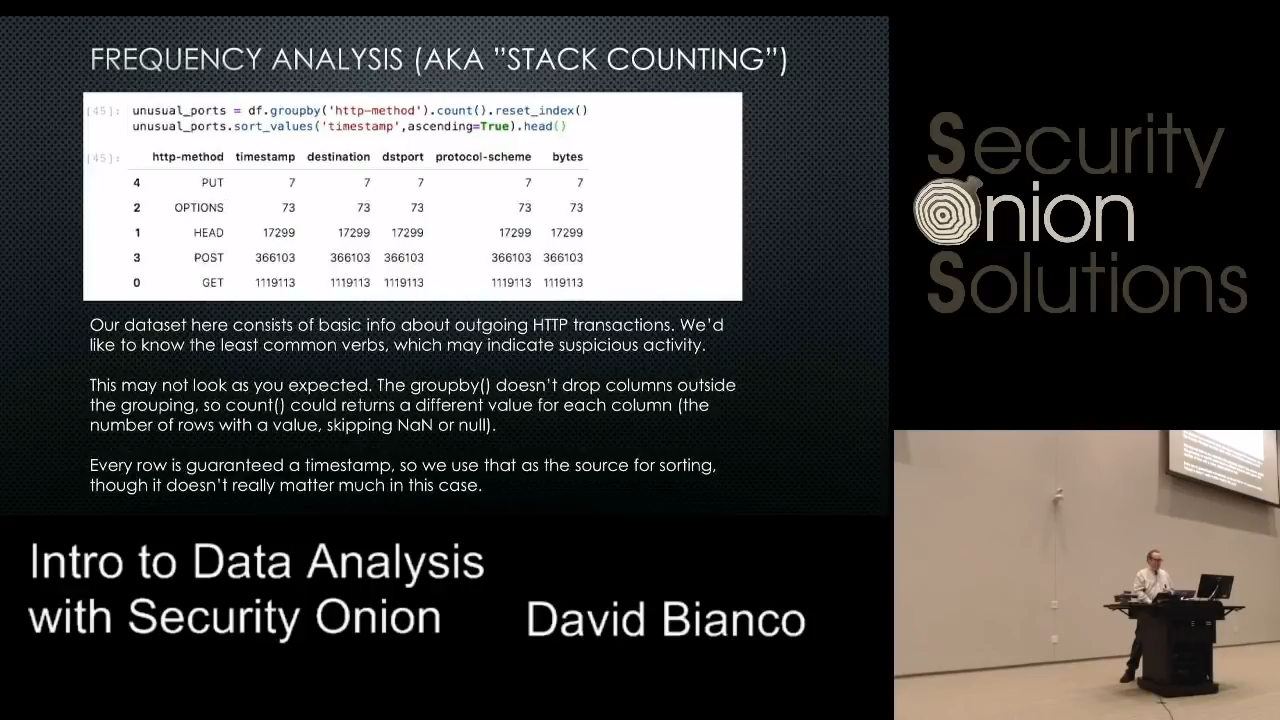 FREQUENCY ANALYSIS (AKA ”STACK COUNTING”)
[45]: unusual_ports = df.groupby('http-method').count().reset_index()
unusual_ports.sort_values('timestamp',ascending=True).head()
[45]: http-method timestamp destination dstport protocol-scheme bytes
4 PUT 7 7 7 7 7
2 OPTIONS 73 73 73 73 73
1 HEAD 17299 17299 17299 17299 17299
3 POST 366103 366103 366103 366103 366103
0 GET 1119113 1119113 1119113 1119113 1119113
Our dataset here consists of basic info about outgoing HTTP transactions. We’d
like to know the least common verbs, which may indicate suspicious activity.
This may not look as you expected. The groupby() doesn’t drop columns outside
the grouping, so count() could returns a different value for each column (the
number of rows with a value, skipping NaN or null).
Every row is guaranteed a timestamp, so we use that as the source for sorting,
though it doesn’t really matter much in this case.
Security
Onion
Solutions
Intro to Data Analysis
with Security Onion
David Bianco